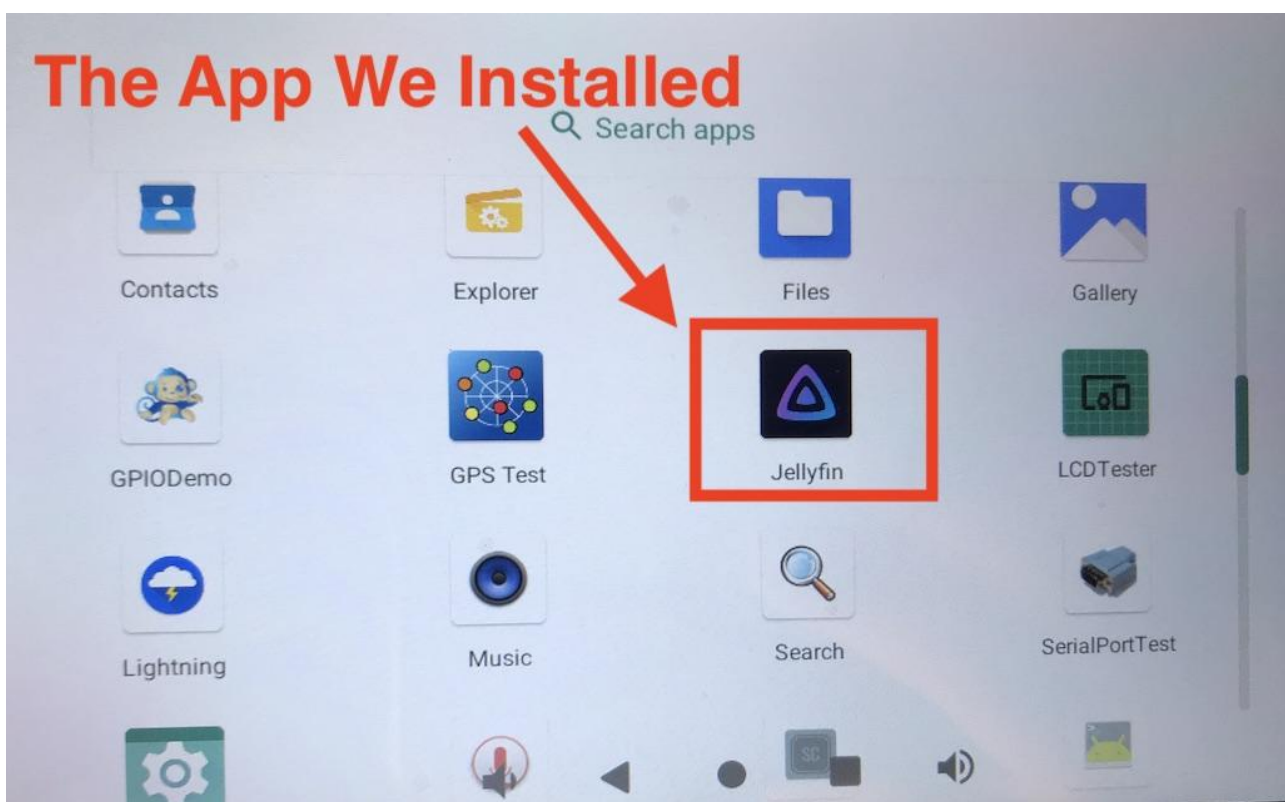 The App We Installed
Search apps
Contacts
Explorer
Files
Gallery
GPIODemo
GPS Test
Jellyfin
LCDTester
Lightning
Music
Search
SerialPortTest
SC